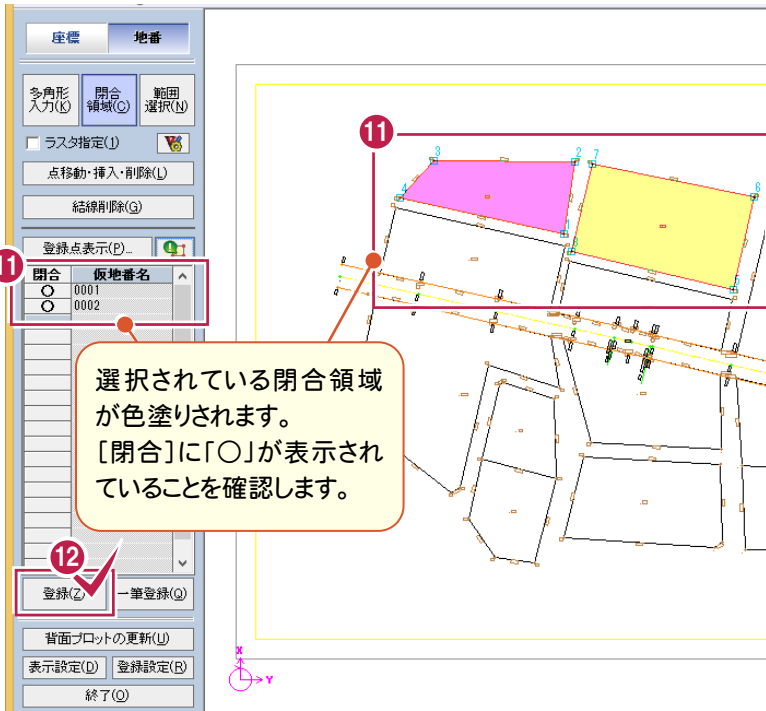 座標 地番
多角形入力(K) 閉合領域(C) 範囲選択(N)
ラスタ指定(1)
点移動・挿入・削除(L)
結線削除(G)
登録点表示(P)...
11
閉合 仮地番名
○ 0001
○ 0002
選択されている閉合領域
が色塗りされます。
[閉合]に「○」が表示され
ていることを確認します。
12
登録(Z) 一筆登録(Q)
背面プロットの更新(U)
表示設定(D) 登録設定(R)
終了(O)
11
3
2
7
4
6
1
8
5
X
Y